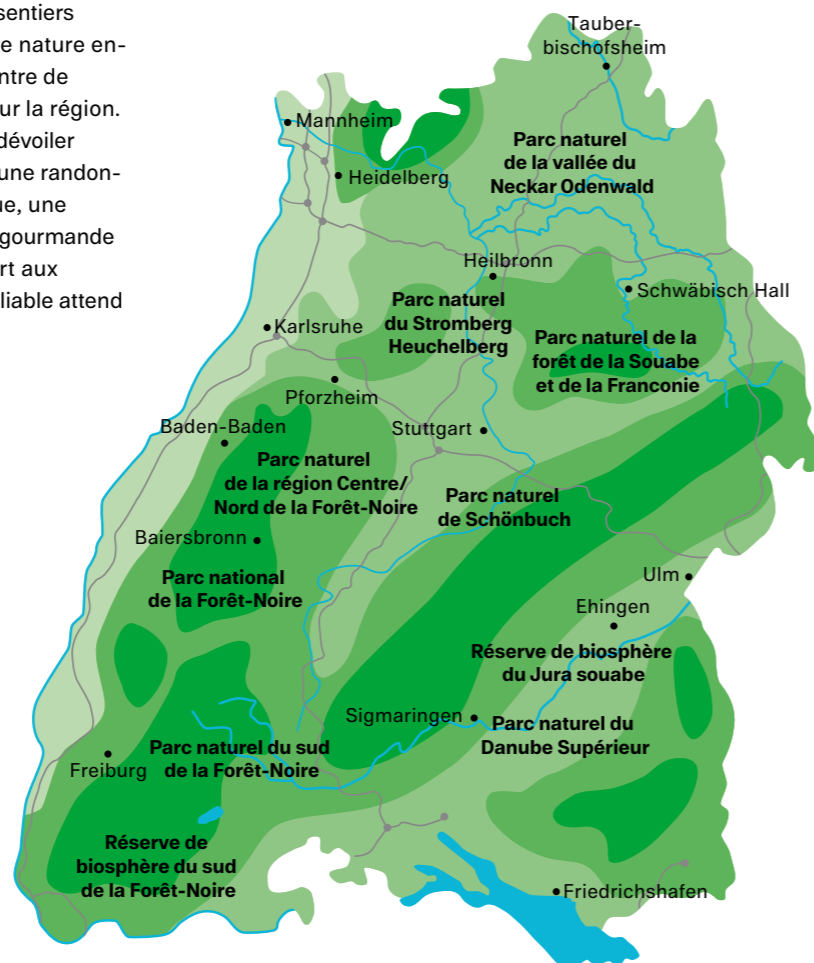 sentiers
e nature en-
ntre de
ur la région.
dévoiler
une randon-
ue, une
gourmande
rt aux
liable attend
Tauber-
bischofsheim
Mannheim
Parc naturel
de la vallée du
Neckar Odenwald
Heidelberg
Heilbronn
Schwäbisch Hall
Parc naturel
du Stromberg
Heuchelberg
Karlsruhe
Parc naturel de la
forêt de la Souabe
et de la Franconie
Pforzheim
Baden-Baden
Stuttgart
Parc naturel
de la région Centre/
Nord de la Forêt-Noire
Parc naturel
de Schönbuch
Baiersbronn
Parc national
de la Forêt-Noire
Ulm
Ehingen
Réserve de biosphère
du Jura souabe
Sigmaringen
Parc naturel du
Danube Supérieur
Parc naturel du sud
de la Forêt-Noire
Freiburg
Réserve de
biosphère du sud
de la Forêt-Noire
Friedrichshafen